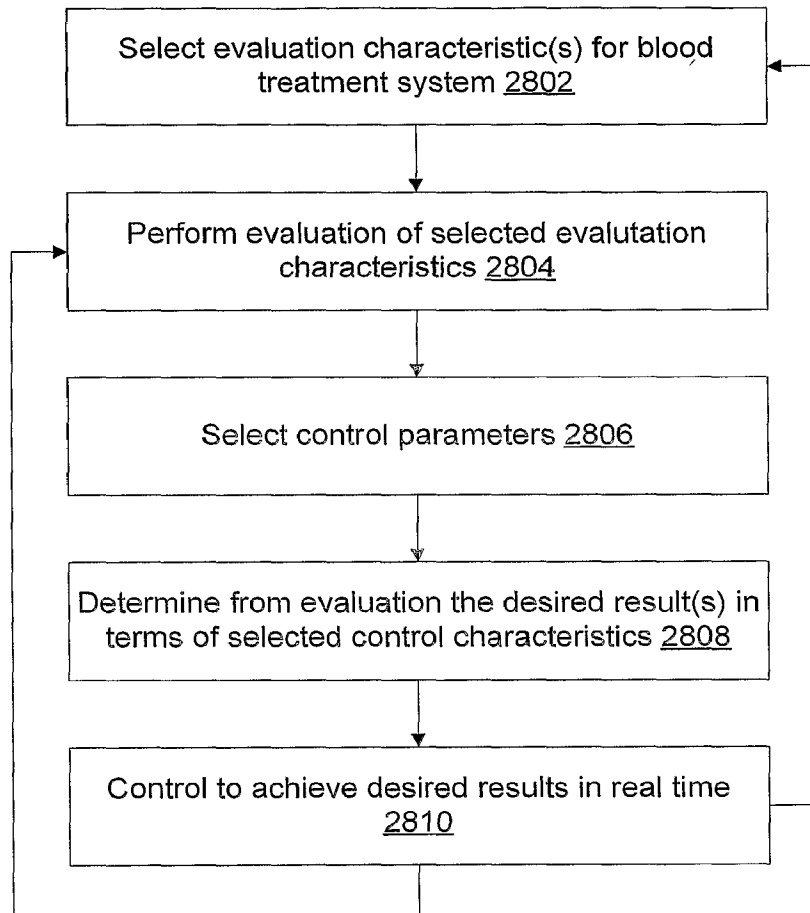 Select evaluation characteristic(s) for blood
treatment system 2802
Perform evaluation of selected evalutation
characteristics 2804
Select control parameters 2806
Determine from evaluation the desired result(s) in
terms of selected control characteristics 2808
Control to achieve desired results in real time
2810